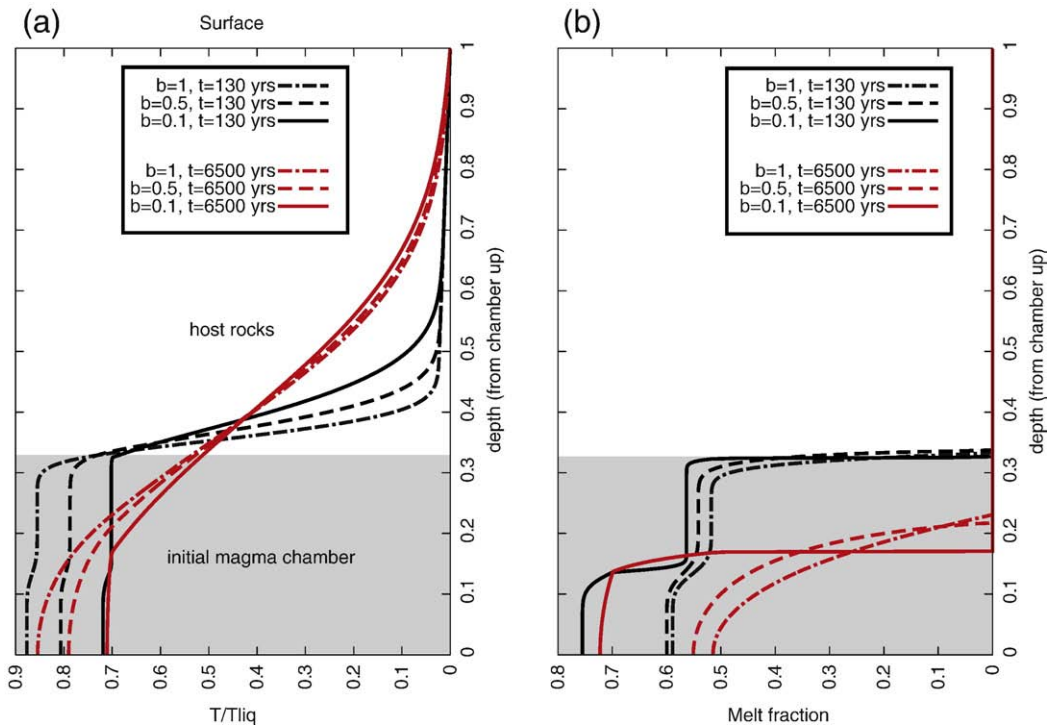 (a)
Surface
b=1, t=130 yrs
b=0.5, t=130 yrs
b=0.1, t=130 yrs
b=1, t=6500 yrs
b=0.5, t=6500 yrs
b=0.1, t=6500 yrs
host rocks
initial magma chamber
0.9 0.8 0.7 0.6 0.5 0.4 0.3 0.2 0.1 0
T/Tliq
1
0.9
0.8
0.7
0.6
0.5
0.4
0.3
0.2
0.1
0
depth (from chamber up)
(b)
b=1, t=130 yrs
b=0.5, t=130 yrs
b=0.1, t=130 yrs
b=1, t=6500 yrs
b=0.5, t=6500 yrs
b=0.1, t=6500 yrs
0.8 0.7 0.6 0.5 0.4 0.3 0.2 0.1 0
Melt fraction
1
0.9
0.8
0.7
0.6
0.5
0.4
0.3
0.2
0.1
0
depth (from chamber up)